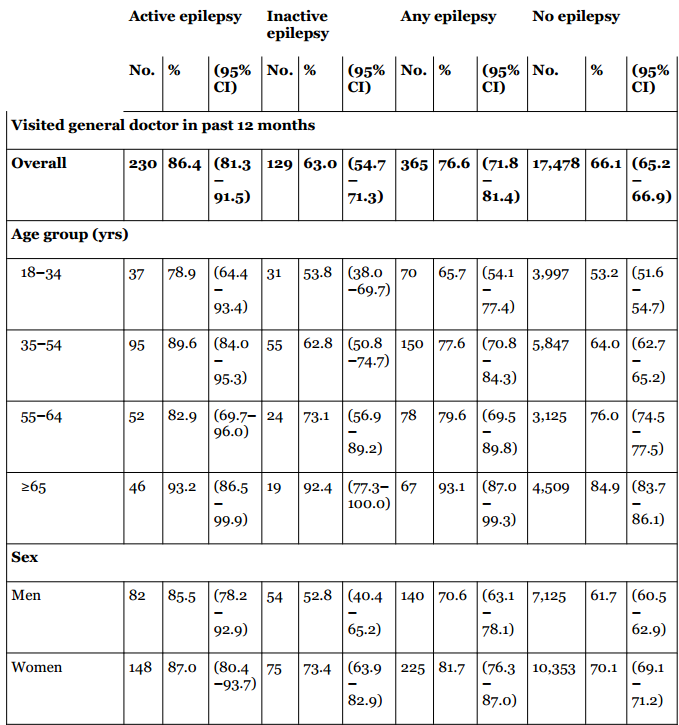 Active epilepsy Inactive epilepsy Any epilepsy No epilepsy
No. % (95% CI) No. % (95% CI) No. % (95% CI) No. % (95% CI)
Visited general doctor in past 12 months
Overall 230 86.4 (81.3–91.5) 129 63.0 (54.7–71.3) 365 76.6 (71.8–81.4) 17,478 66.1 (65.2–66.9)
Age group (yrs)
18–34 37 78.9 (64.4–93.4) 31 53.8 (38.0–69.7) 70 65.7 (54.1–77.4) 3,997 53.2 (51.6–54.7)
35–54 95 89.6 (84.0–95.3) 55 62.8 (50.8–74.7) 150 77.6 (70.8–84.3) 5,847 64.0 (62.7–65.2)
55–64 52 82.9 (69.7–96.0) 24 73.1 (56.9–89.2) 78 79.6 (69.5–89.8) 3,125 76.0 (74.5–77.5)
≥65 46 93.2 (86.5–99.9) 19 92.4 (77.3–100.0) 67 93.1 (87.0–99.3) 4,509 84.9 (83.7–86.1)
Sex
Men 82 85.5 (78.2–92.9) 54 52.8 (40.4–65.2) 140 70.6 (63.1–78.1) 7,125 61.7 (60.5–62.9)
Women 148 87.0 (80.4–93.7) 75 73.4 (63.9–82.9) 225 81.7 (76.3–87.0) 10,353 70.1 (69.1–71.2)